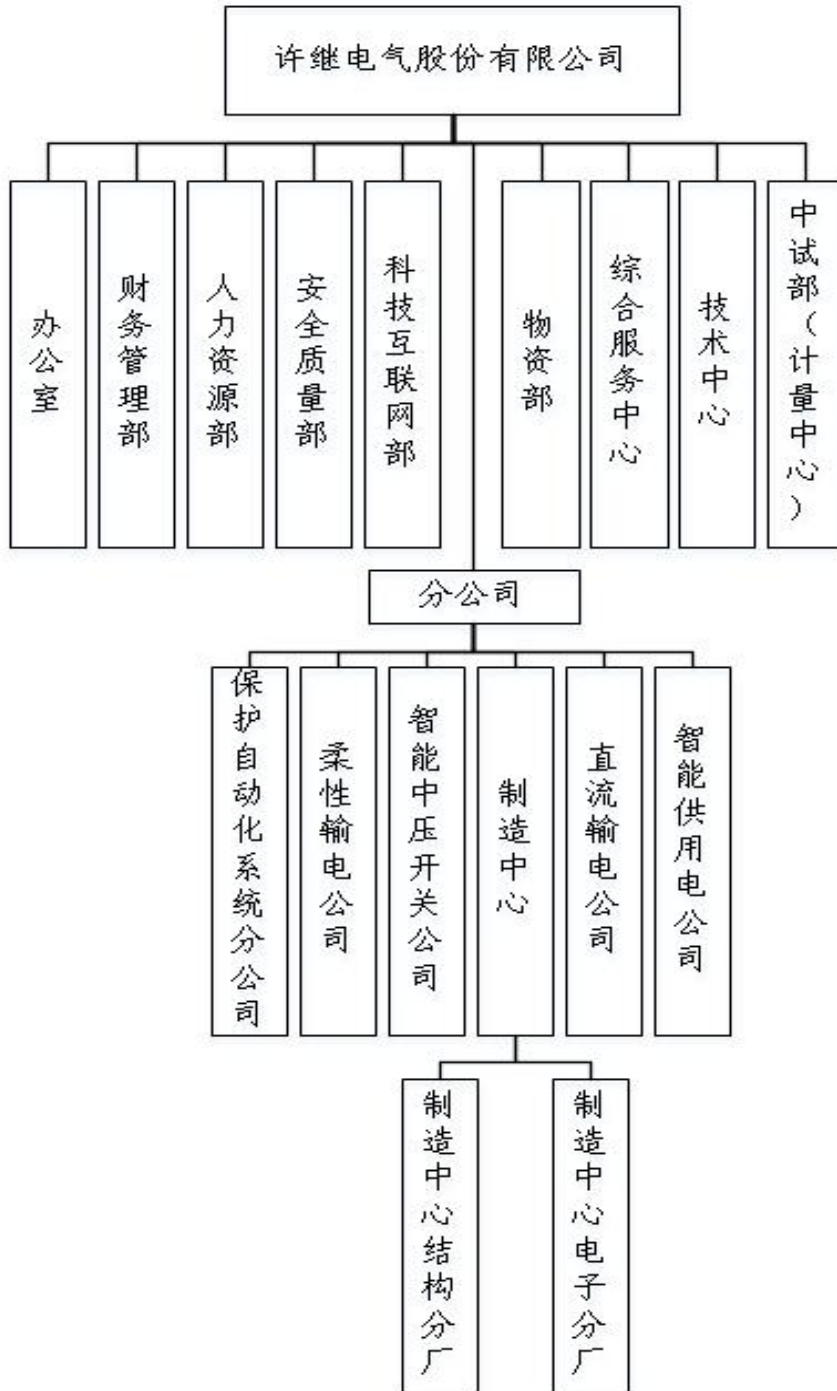 许继电气股份有限公司
办公室
财务管理部
人力资源部
安全质量部
科技互联网部
物资部
综合服务中心
技术中心
中试部（计量中心）
分公司
保护自动化系统分公司
柔性输电公司
智能中压开关公司
制造中心
直流输电公司
智能供用电公司
制造中心结构分厂
制造中心电子分厂